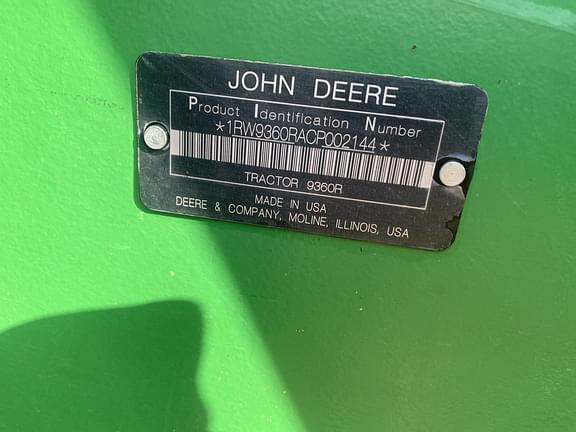 JOHN DEERE
Product Identification Number
*1RW9360RACP002144*
TRACTOR 9360R
MADE IN USA
DEERE & COMPANY, MOLINE, ILLINOIS, USA